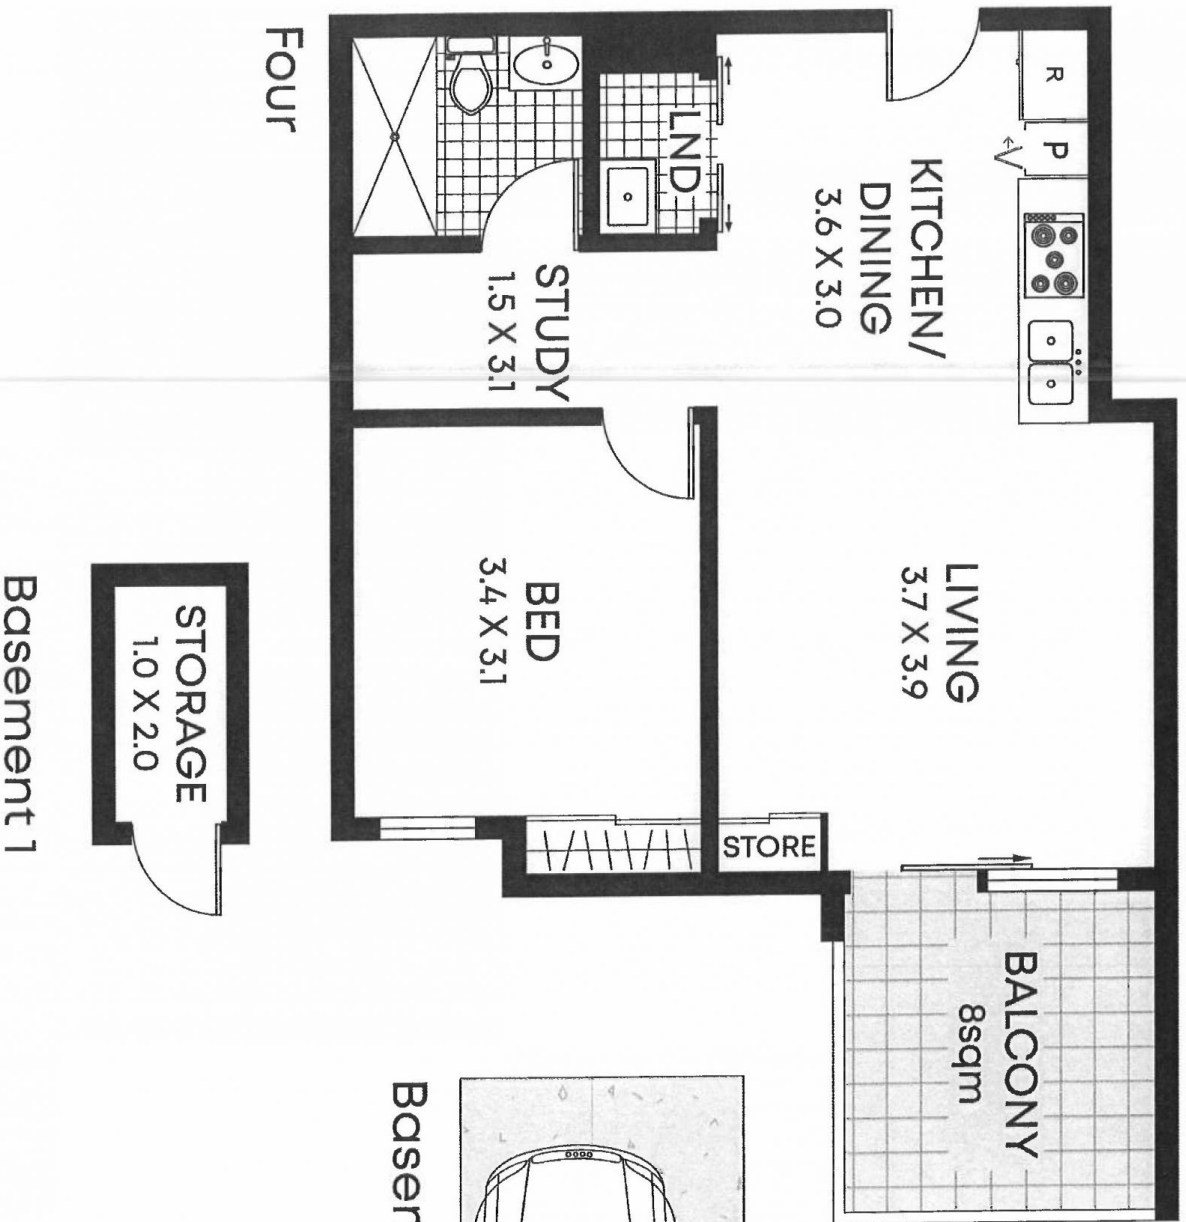 R
P
KITCHEN/
DINING
3.6 X 3.0
LND
STUDY
1.5 X 3.1
Four
LIVING
3.7 X 3.9
BED
3.4 X 3.1
STORE
BALCONY
8sqm
STORAGE
1.0 X 2.0
Basement 1